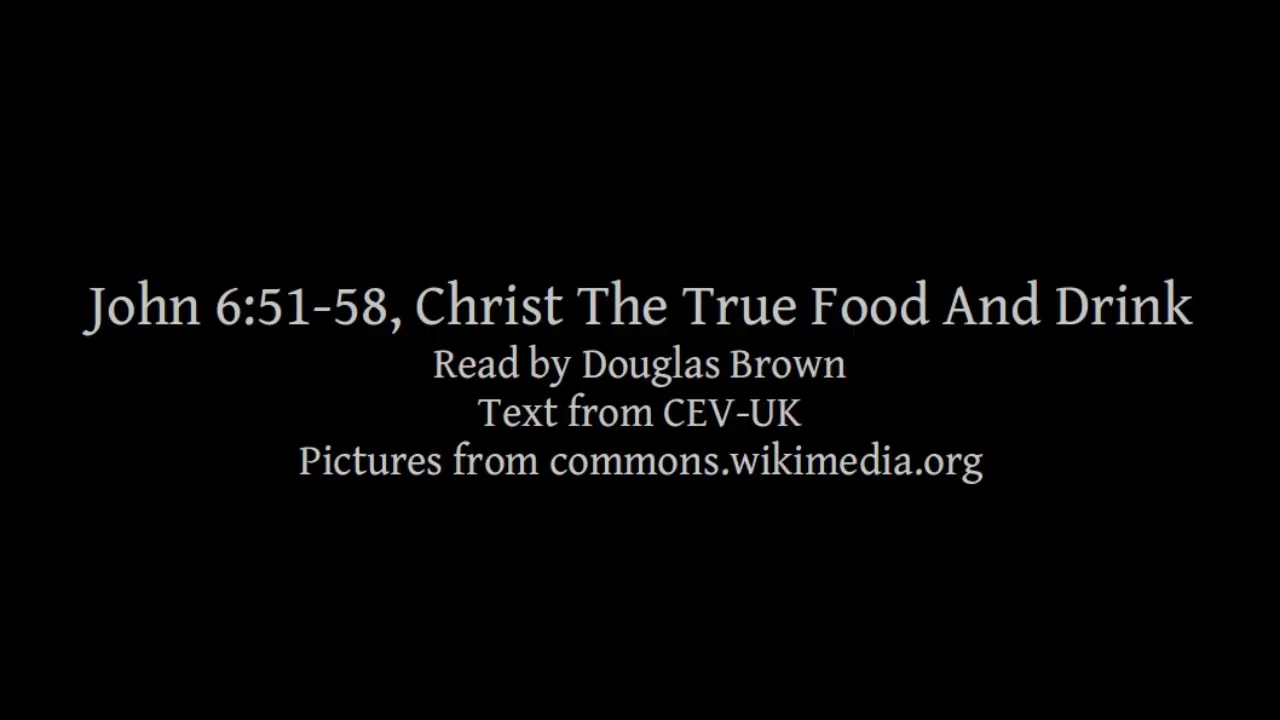 John 6:51-58, Christ The True Food And Drink
Read by Douglas Brown
Text from CEV-UK
Pictures from commons.wikimedia.org